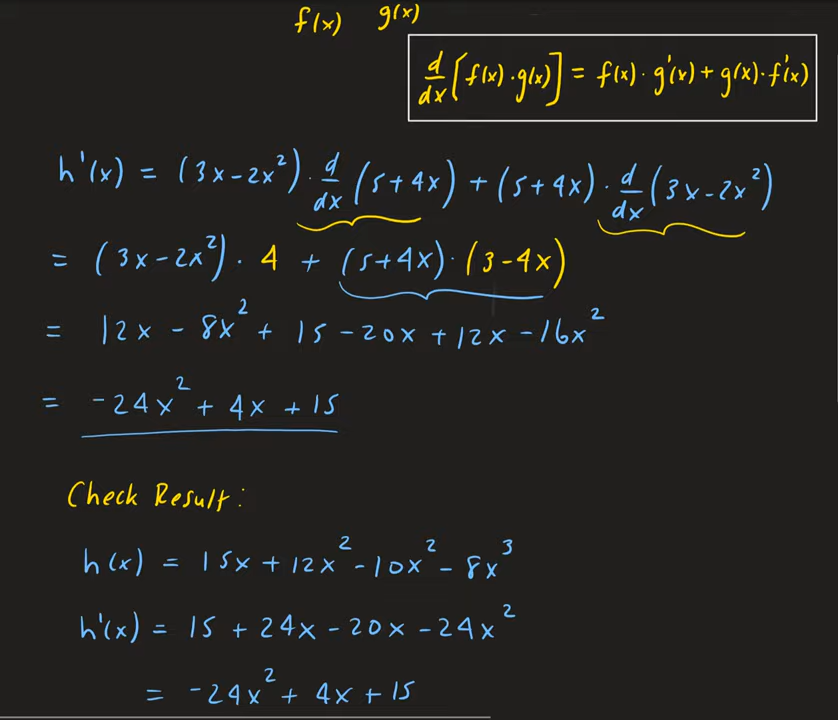 f(x) g(x)
d/dx [f(x)·g(x)] = f(x)·g'(x) + g(x)·f'(x)
h'(x) = (3x-2x²)· d/dx (5+4x) + (5+4x)· d/dx (3x-2x²)
= (3x-2x²)·4 + (5+4x)·(3-4x)
= 12x - 8x² + 15 - 20x + 12x - 16x²
= -24x² + 4x + 15
Check Result:
h(x) = 15x + 12x² - 10x² - 8x³
h'(x) = 15 + 24x - 20x - 24x²
= -24x² + 4x + 15